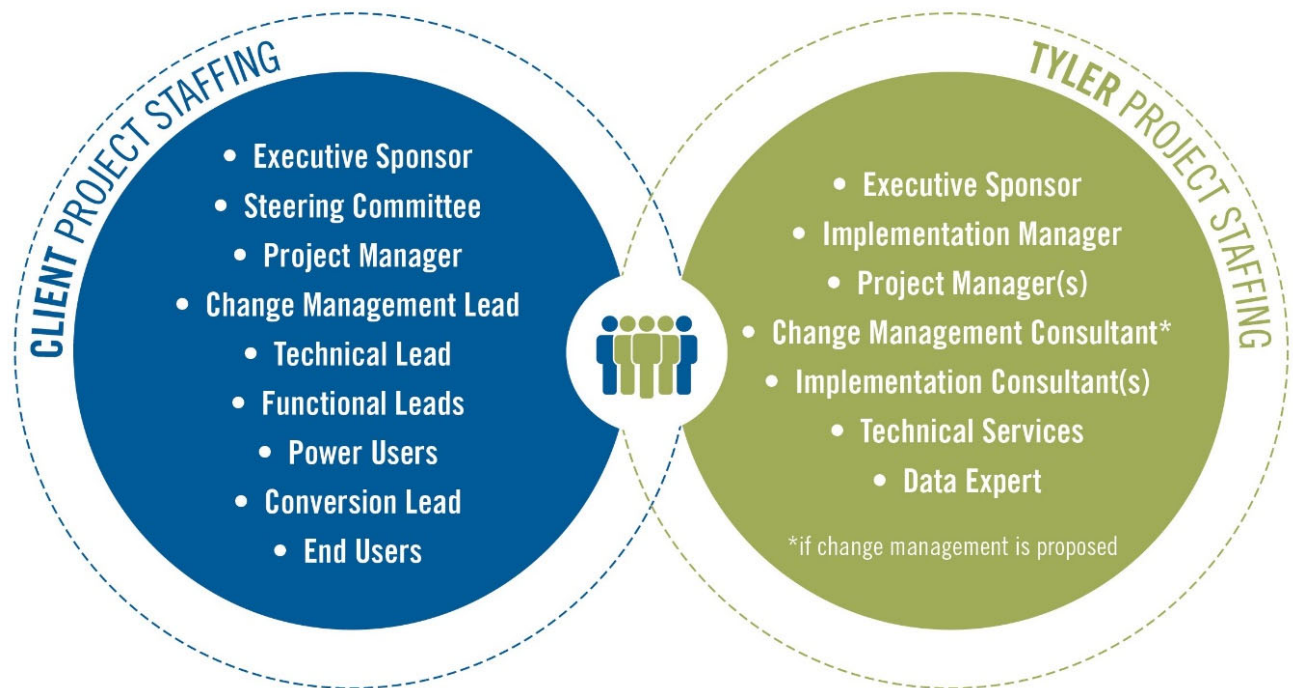 CLIENT PROJECT STAFFING
• Executive Sponsor
• Steering Committee
• Project Manager
• Change Management Lead
• Technical Lead
• Functional Leads
• Power Users
• Conversion Lead
• End Users
TYLER PROJECT STAFFING
• Executive Sponsor
• Implementation Manager
• Project Manager(s)
• Change Management Consultant*
• Implementation Consultant(s)
• Technical Services
• Data Expert
*if change management is proposed